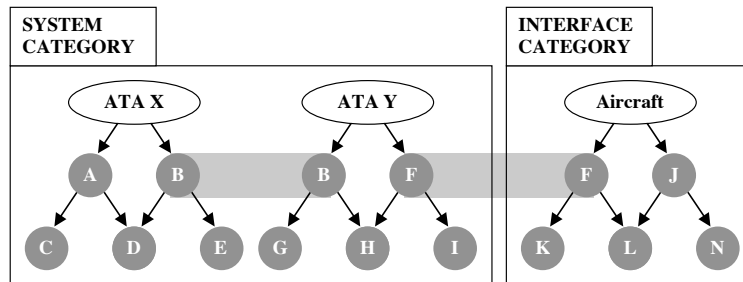 SYSTEM
CATEGORY
INTERFACE
CATEGORY
ATA X
ATA Y
Aircraft
A
B
B
F
F
J
C
D
E
G
H
I
K
L
N